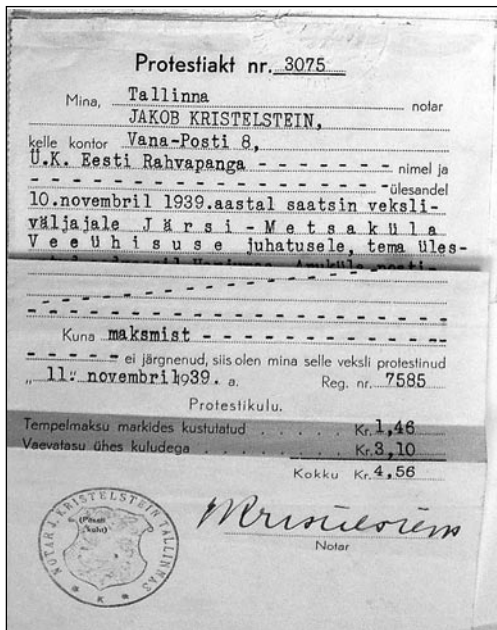 Protestiakt nr. 3075
Mina, Tallinna notar
JAKOB KRISTELSTEIN,
kelle kontor Vana-Posti 8,
Ü.K. Eesti Rahvapanga - - - - - - - nimel ja
- - - - - - - - - - - - - - - - ülesandel
10.novembril 1939.aastal saatsin veksli-
väljajale Järsi-Metsaküla
Veeühisuse juhatusele, tema üles-
Kuna maksmist - - - - - - - - - - -
- - - - - ei järgnenud, siis olen mina selle veksli protestinud
„ 11." novembril 1939. a. Reg. nr. 7585
Protestikulu.
Tempelmaksu markides kustutatud . . . . . Kr. 1,46
Vaevatasu ühes kuludega . . . . . . . Kr. 3,10
Kokku Kr. 4,56
NOTAR J. KRISTELSTEIN TALLINNAS
(Pitsati koht)
K
Notar